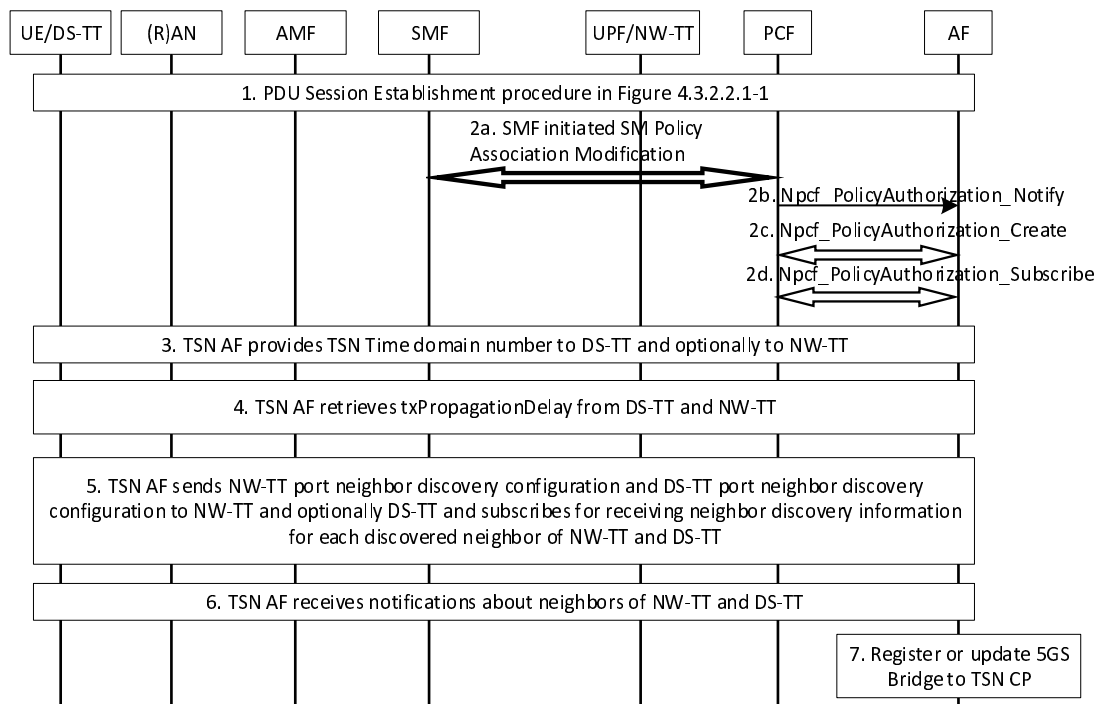 UE/DS-TT
(R)AN
AMF
SMF
UPF/NW-TT
PCF
AF
1. PDU Session Establishment procedure in Figure 4.3.2.2.1-1
2a. SMF initiated SM Policy
Association Modification
2b. Npcf_PolicyAuthorization_Notify
2c. Npcf_PolicyAuthorization_Create
2d. Npcf_PolicyAuthorization_Subscribe
3. TSN AF provides TSN Time domain number to DS-TT and optionally to NW-TT
4. TSN AF retrieves txPropagationDelay from DS-TT and NW-TT
5. TSN AF sends NW-TT port neighbor discovery configuration and DS-TT port neighbor discovery
configuration to NW-TT and optionally DS-TT and subscribes for receiving neighbor discovery information
for each discovered neighbor of NW-TT and DS-TT
6. TSN AF receives notifications about neighbors of NW-TT and DS-TT
7. Register or update 5GS
Bridge to TSN CP